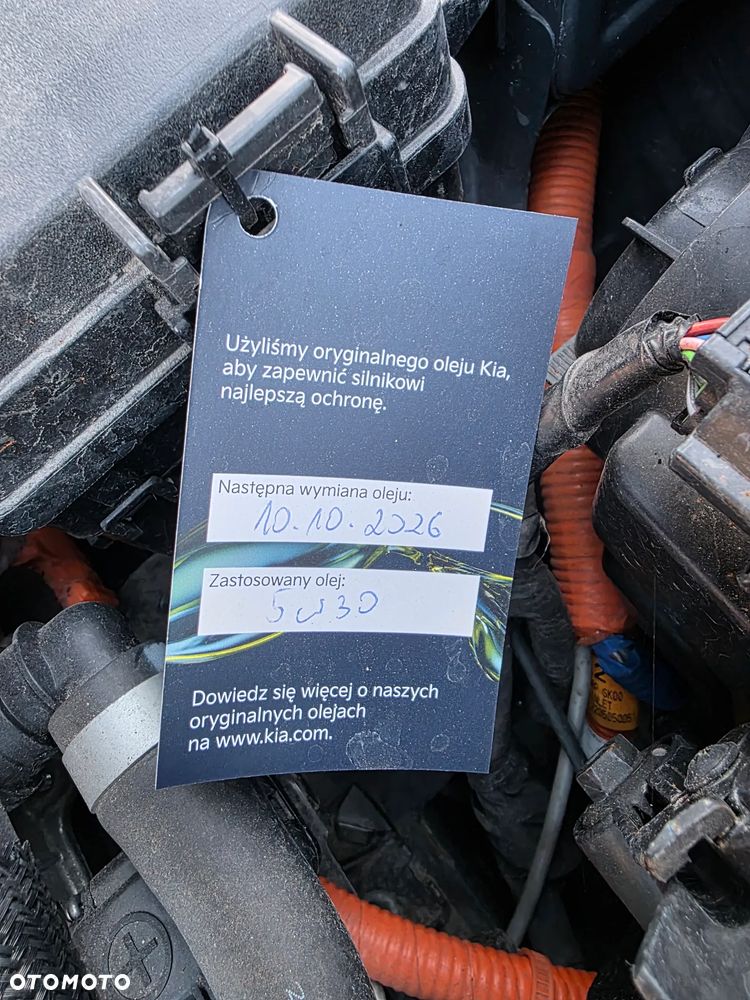 Użyliśmy oryginalnego oleju Kia,
aby zapewnić silnikowi
najlepszą ochronę.
Następna wymiana oleju:
10.10.2026
Zastosowany olej:
5w30
Dowiedz się więcej o naszych
oryginalnych olejach
na www.kia.com.
SK00
OTOMOTO